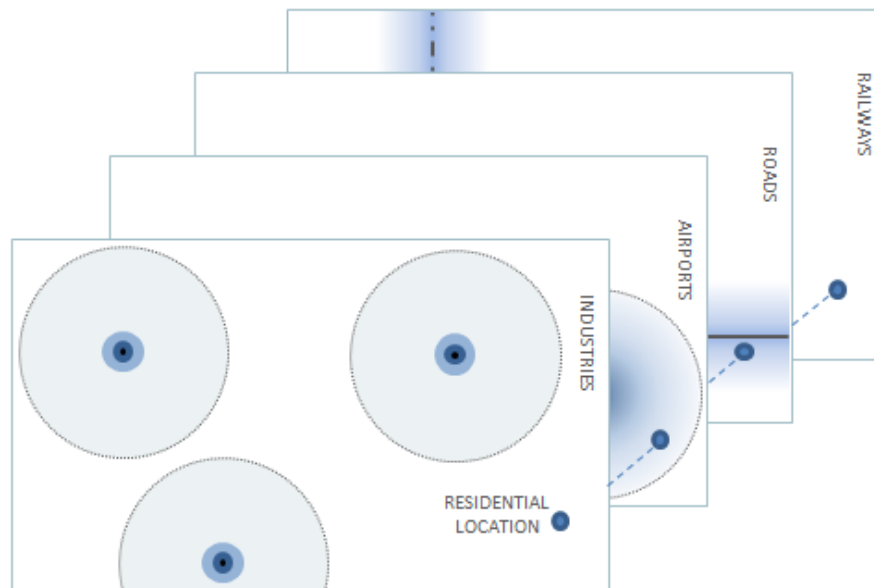 RAILWAYS
ROADS
AIRPORTS
INDUSTRIES
RESIDENTIAL
LOCATION